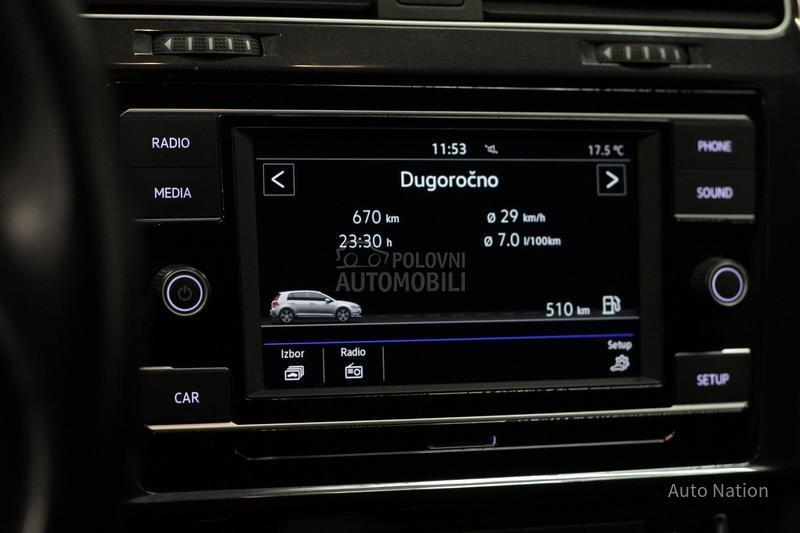 RADIO
MEDIA
CAR
11:53 17.5 °C
Dugoročno
670 km Ø 29 km/h
23:30 h Ø 7.0 l/100km
POLOVNI
AUTOMOBILI
510 km
Izbor Radio Setup
PHONE
SOUND
SETUP
Auto Nation